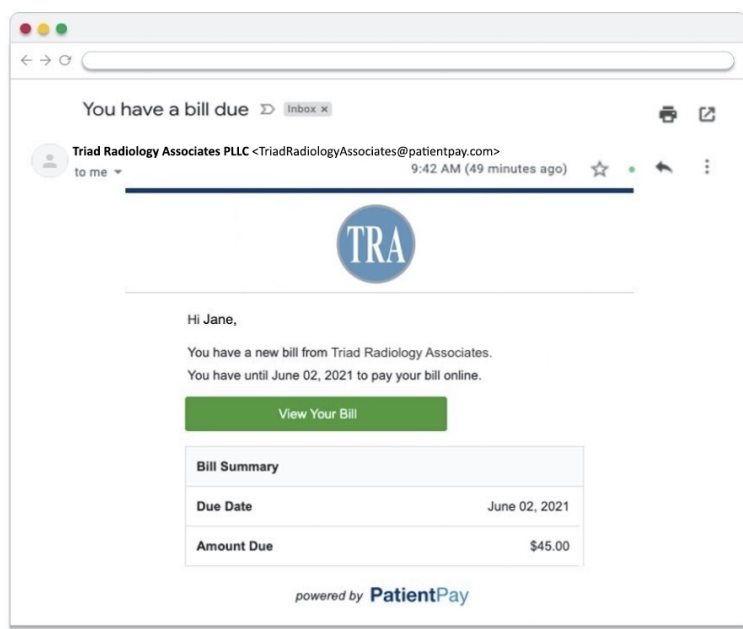 You have a bill due Inbox x
Triad Radiology Associates PLLC <TriadRadiologyAssociates@patientpay.com>
to me 9:42 AM (49 minutes ago)
TRA
Hi Jane,
You have a new bill from Triad Radiology Associates.
You have until June 02, 2021 to pay your bill online.
View Your Bill
Bill Summary
Due Date June 02, 2021
Amount Due $45.00
powered by PatientPay